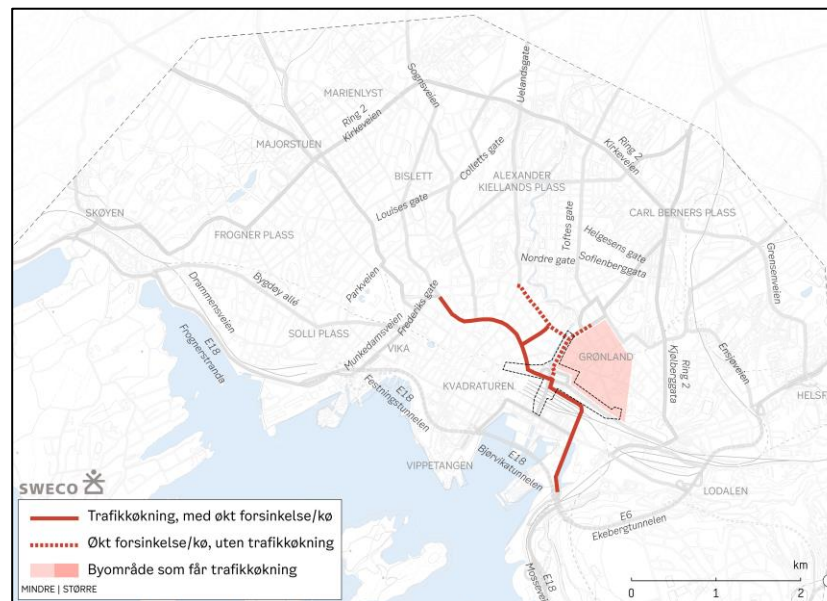 Uelandsgate
Sognsveien
MARIENLYST
Ring 2
Kirkeveien
Ring 2
Kirkeveien
MAJORSTUEN
Colletts gate
BISLETT
ALEXANDER
KIELLANDS PLASS
Louises gate
CARL BERNERS PLASS
SKØYEN
Toftes gate
Helgesens gate
FROGNER PLASS
Nordre gate
Sofienberggata
Grensenveien
Drammensveien
Bygdøy allé
Parkveien
Frederiks gate
E18
Frognerstranda
SOLLI PLASS
Munkedamsveien
VIKA
GRØNLAND
Ring 2
Kjølberggata
Ensjøveien
KVADRATUREN
HELSF
E18
Festningstunnelen
E18
Bjørvikatunnelen
VIPPETANGEN
LODALEN
SWECO
E6
Ekebergtunnelen
E18
Mosseveien
Trafikkøkning, med økt forsinkelse/kø
Økt forsinkelse/kø, uten trafikkøkning
Byområde som får trafikkøkning
MINDRE | STØRRE
km
0 1 2